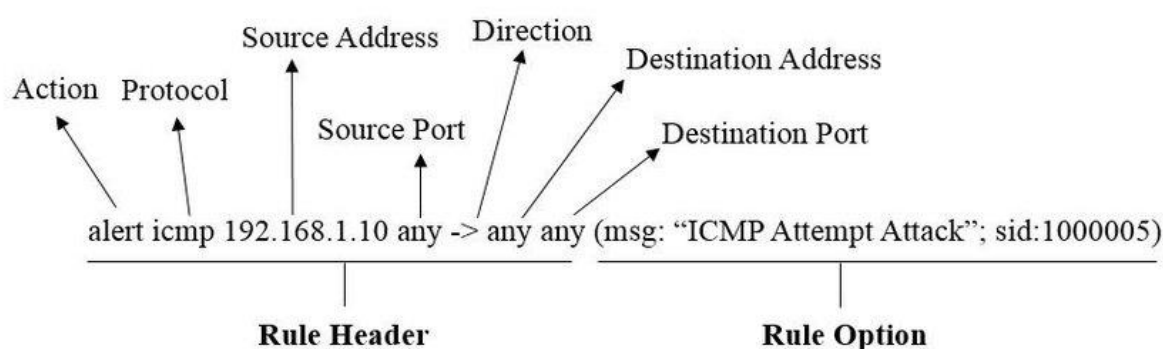 Source Address
Direction
Destination Address
Action
Protocol
Source Port
Destination Port
alert icmp 192.168.1.10 any -> any any (msg: “ICMP Attempt Attack”; sid:1000005)
Rule Header
Rule Option